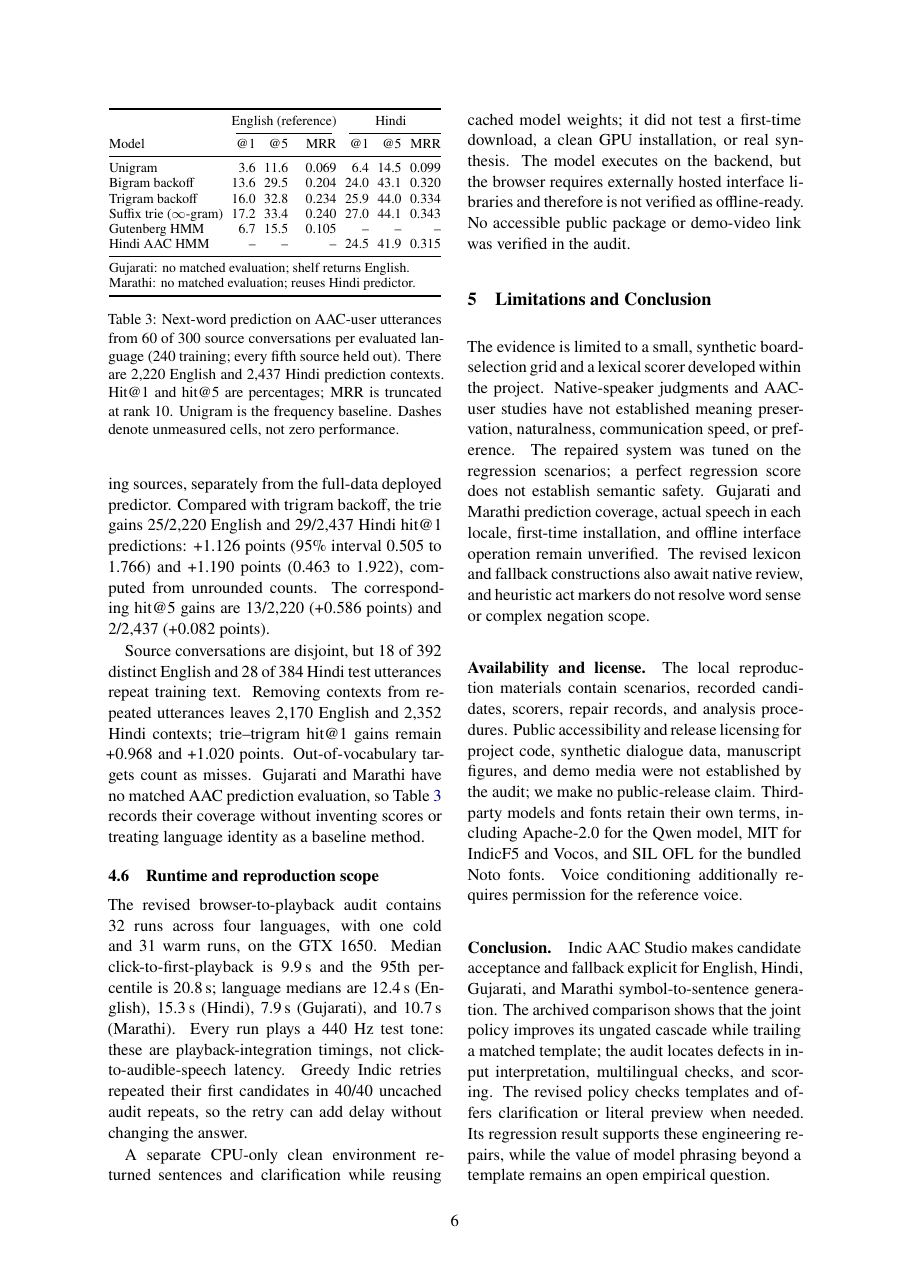 English (reference) Hindi
Model @1 @5 MRR @1 @5 MRR
Unigram 3.6 11.6 0.069 6.4 14.5 0.099
Bigram backoff 13.6 29.5 0.204 24.0 43.1 0.320
Trigram backoff 16.0 32.8 0.234 25.9 44.0 0.334
Suffix trie (∞-gram) 17.2 33.4 0.240 27.0 44.1 0.343
Gutenberg HMM 6.7 15.5 0.105 – – –
Hindi AAC HMM – – – 24.5 41.9 0.315
Gujarati: no matched evaluation; shelf returns English.
Marathi: no matched evaluation; reuses Hindi predictor.
Table 3: Next-word prediction on AAC-user utterances
from 60 of 300 source conversations per evaluated lan-
guage (240 training; every fifth source held out). There
are 2,220 English and 2,437 Hindi prediction contexts.
Hit@1 and hit@5 are percentages; MRR is truncated
at rank 10. Unigram is the frequency baseline. Dashes
denote unmeasured cells, not zero performance.
ing sources, separately from the full-data deployed
predictor. Compared with trigram backoff, the trie
gains 25/2,220 English and 29/2,437 Hindi hit@1
predictions: +1.126 points (95% interval 0.505 to
1.766) and +1.190 points (0.463 to 1.922), com-
puted from unrounded counts. The correspond-
ing hit@5 gains are 13/2,220 (+0.586 points) and
2/2,437 (+0.082 points).
Source conversations are disjoint, but 18 of 392
distinct English and 28 of 384 Hindi test utterances
repeat training text. Removing contexts from re-
peated utterances leaves 2,170 English and 2,352
Hindi contexts; trie–trigram hit@1 gains remain
+0.968 and +1.020 points. Out-of-vocabulary tar-
gets count as misses. Gujarati and Marathi have
no matched AAC prediction evaluation, so Table 3
records their coverage without inventing scores or
treating language identity as a baseline method.
4.6 Runtime and reproduction scope
The revised browser-to-playback audit contains
32 runs across four languages, with one cold
and 31 warm runs, on the GTX 1650. Median
click-to-first-playback is 9.9 s and the 95th per-
centile is 20.8 s; language medians are 12.4 s (En-
glish), 15.3 s (Hindi), 7.9 s (Gujarati), and 10.7 s
(Marathi). Every run plays a 440 Hz test tone:
these are playback-integration timings, not click-
to-audible-speech latency. Greedy Indic retries
repeated their first candidates in 40/40 uncached
audit repeats, so the retry can add delay without
changing the answer.
A separate CPU-only clean environment re-
turned sentences and clarification while reusing
cached model weights; it did not test a first-time
download, a clean GPU installation, or real syn-
thesis. The model executes on the backend, but
the browser requires externally hosted interface li-
braries and therefore is not verified as offline-ready.
No accessible public package or demo-video link
was verified in the audit.
5 Limitations and Conclusion
The evidence is limited to a small, synthetic board-
selection grid and a lexical scorer developed within
the project. Native-speaker judgments and AAC-
user studies have not established meaning preser-
vation, naturalness, communication speed, or pref-
erence. The repaired system was tuned on the
regression scenarios; a perfect regression score
does not establish semantic safety. Gujarati and
Marathi prediction coverage, actual speech in each
locale, first-time installation, and offline interface
operation remain unverified. The revised lexicon
and fallback constructions also await native review,
and heuristic act markers do not resolve word sense
or complex negation scope.
Availability and license. The local reproduc-
tion materials contain scenarios, recorded candi-
dates, scorers, repair records, and analysis proce-
dures. Public accessibility and release licensing for
project code, synthetic dialogue data, manuscript
figures, and demo media were not established by
the audit; we make no public-release claim. Third-
party models and fonts retain their own terms, in-
cluding Apache-2.0 for the Qwen model, MIT for
IndicF5 and Vocos, and SIL OFL for the bundled
Noto fonts. Voice conditioning additionally re-
quires permission for the reference voice.
Conclusion. Indic AAC Studio makes candidate
acceptance and fallback explicit for English, Hindi,
Gujarati, and Marathi symbol-to-sentence genera-
tion. The archived comparison shows that the joint
policy improves its ungated cascade while trailing
a matched template; the audit locates defects in in-
put interpretation, multilingual checks, and scor-
ing. The revised policy checks templates and of-
fers clarification or literal preview when needed.
Its regression result supports these engineering re-
pairs, while the value of model phrasing beyond a
template remains an open empirical question.
6